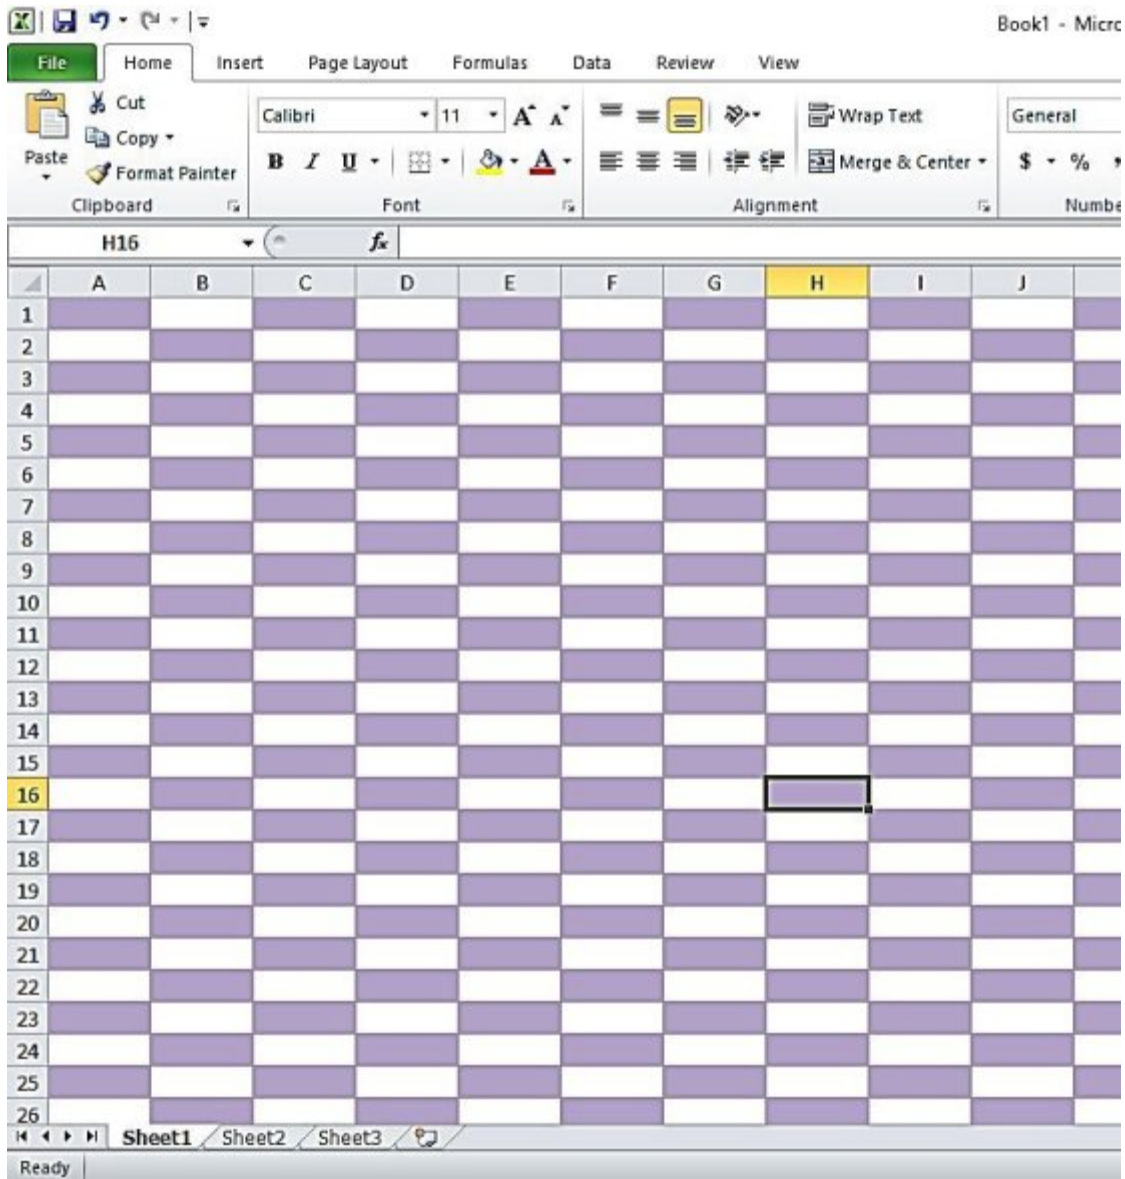 Book1 - Micro
File Home Insert Page Layout Formulas Data Review View
Cut
Calibri 11 A A Wrap Text General
Copy
Paste B I U A Merge & Center $ %
Format Painter
Clipboard Font Alignment Numbe
H16 fx
A B C D E F G H I J
1
2
3
4
5
6
7
8
9
10
11
12
13
14
15
16
17
18
19
20
21
22
23
24
25
26
Sheet1 Sheet2 Sheet3
Ready